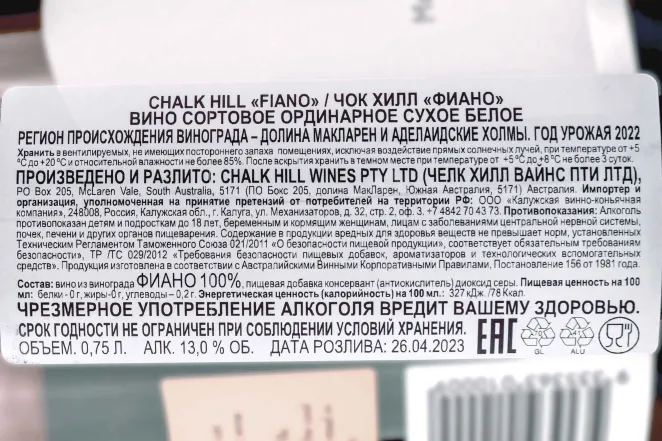 CHALK HILL «FIANO» / ЧОК ХИЛЛ «ФИАНО»
ВИНО СОРТОВОЕ ОРДИНАРНОЕ СУХОЕ БЕЛОЕ
РЕГИОН ПРОИСХОЖДЕНИЯ ВИНОГРАДА – ДОЛИНА МАКЛАРЕН И АДЕЛАИДСКИЕ ХОЛМЫ. ГОД УРОЖАЯ 2022
Хранить в вентилируемых, не имеющих постороннего запаха помещениях, исключая воздействие прямых солнечных лучей, при температуре от +5
°С до +20 °С и относительной влажности не более 85%. После вскрытия хранить в темном месте при температуре от +5°С до +8 °С не более 3 суток.
ПРОИЗВЕДЕНО И РАЗЛИТО: CHALK HILL WINES PTY LTD (ЧЕЛК ХИЛЛ ВАЙНС ПТИ ЛТД),
PO Box 205, McLaren Vale, South Australia, 5171 (ПО Бокс 205, долина МакЛарен, Южная Австралия, 5171) Австралия. Импортер и
организация, уполномоченная на принятие претензий от потребителей на территории РФ: ООО «Калужская винно-коньячная
компания», 248008, Россия, Калужская обл., г. Калуга, ул. Механизаторов, д. 32, стр. 2, оф. 3. +7 4842 70 43 73. Противопоказания: Алкоголь
противопоказан детям и подросткам до 18 лет, беременным и кормящим женщинам, лицам с заболеваниями центральной нервной системы,
почек, печени и других органов пищеварения. Содержание в продукции вредных для здоровья веществ не превышает норм, установленных
Техническим Регламентом Таможенного Союза 021/2011 «О безопасности пищевой продукции», соответствует обязательным требованиям
безопасности», ТР /ТС 029/2012 «Требования безопасности пищевых добавок, ароматизаторов и технологических вспомогательных
средств». Продукция изготовлена в соответствии с Австралийскими Винными Корпоративными Правилами, Постановление 156 от 1981 года.
Состав: вино из винограда ФИАНО 100%, пищевая добавка консервант (антиокислитель) диоксид серы. Пищевая ценность на 100
мл: белки - 0 г, жиры-0 г, углеводы – 0,2 г. Энергетическая ценность (калорийность) на 100 мл.: 327 кДж. /78 Ккал.
ЧРЕЗМЕРНОЕ УПОТРЕБЛЕНИЕ АЛКОГОЛЯ ВРЕДИТ ВАШЕМУ ЗДОРОВЬЮ.
СРОК ГОДНОСТИ НЕ ОГРАНИЧЕН ПРИ СОБЛЮДЕНИИ УСЛОВИЙ ХРАНЕНИЯ.
ОБЪЕМ. 0,75 Л. АЛК. 13,0 % ОБ. ДАТА РОЗЛИВА: 26.04.2023 EAC GL ALU